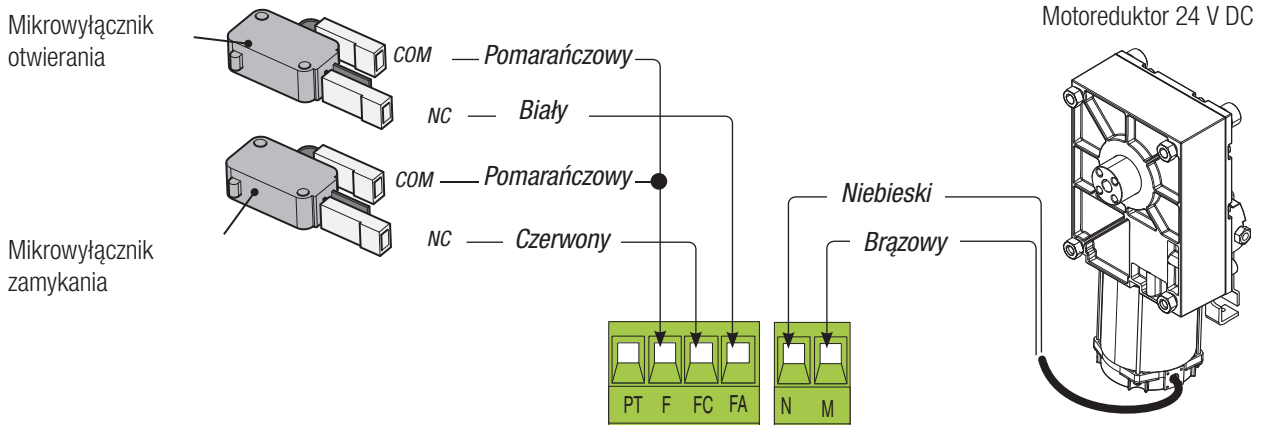 Mikrowyłącznik
otwierania
Motoreduktor 24 V DC
COM
Pomarańczowy
NC
Biały
COM
Pomarańczowy
NC
Czerwony
Mikrowyłącznik
zamykania
Niebieski
Brązowy
PT F FC FA
N M